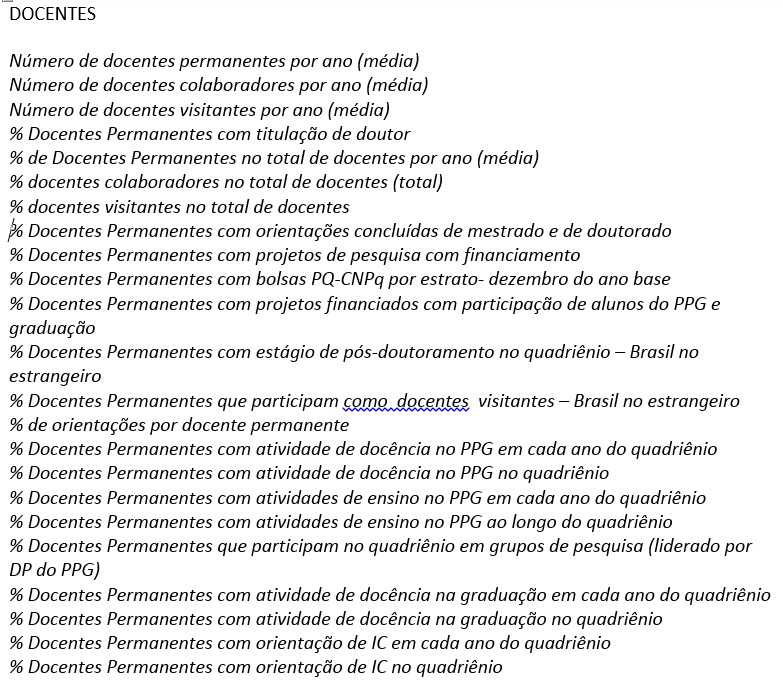 DOCENTES
Número de docentes permanentes por ano (média)
Número de docentes colaboradores por ano (média)
Número de docentes visitantes por ano (média)
% Docentes Permanentes com titulação de doutor
% de Docentes Permanentes no total de docentes por ano (média)
% docentes colaboradores no total de docentes (total)
% docentes visitantes no total de docentes
% Docentes Permanentes com orientações concluídas de mestrado e de doutorado
% Docentes Permanentes com projetos de pesquisa com financiamento
% Docentes Permanentes com bolsas PQ-CNPq por estrato- dezembro do ano base
% Docentes Permanentes com projetos financiados com participação de alunos do PPG e
graduação
% Docentes Permanentes com estágio de pós-doutoramento no quadriênio – Brasil no
estrangeiro
% Docentes Permanentes que participam como  docentes  visitantes – Brasil no estrangeiro
% de orientações por docente permanente
% Docentes Permanentes com atividade de docência no PPG em cada ano do quadriênio
% Docentes Permanentes com atividade de docência no PPG no quadriênio
% Docentes Permanentes com atividades de ensino no PPG em cada ano do quadriênio
% Docentes Permanentes com atividades de ensino no PPG ao longo do quadriênio
% Docentes Permanentes que participam no quadriênio em grupos de pesquisa (liderado por
DP do PPG)
% Docentes Permanentes com atividade de docência na graduação em cada ano do quadriênio
% Docentes Permanentes com atividade de docência na graduação no quadriênio
% Docentes Permanentes com orientação de IC em cada ano do quadriênio
% Docentes Permanentes com orientação de IC no quadriênio